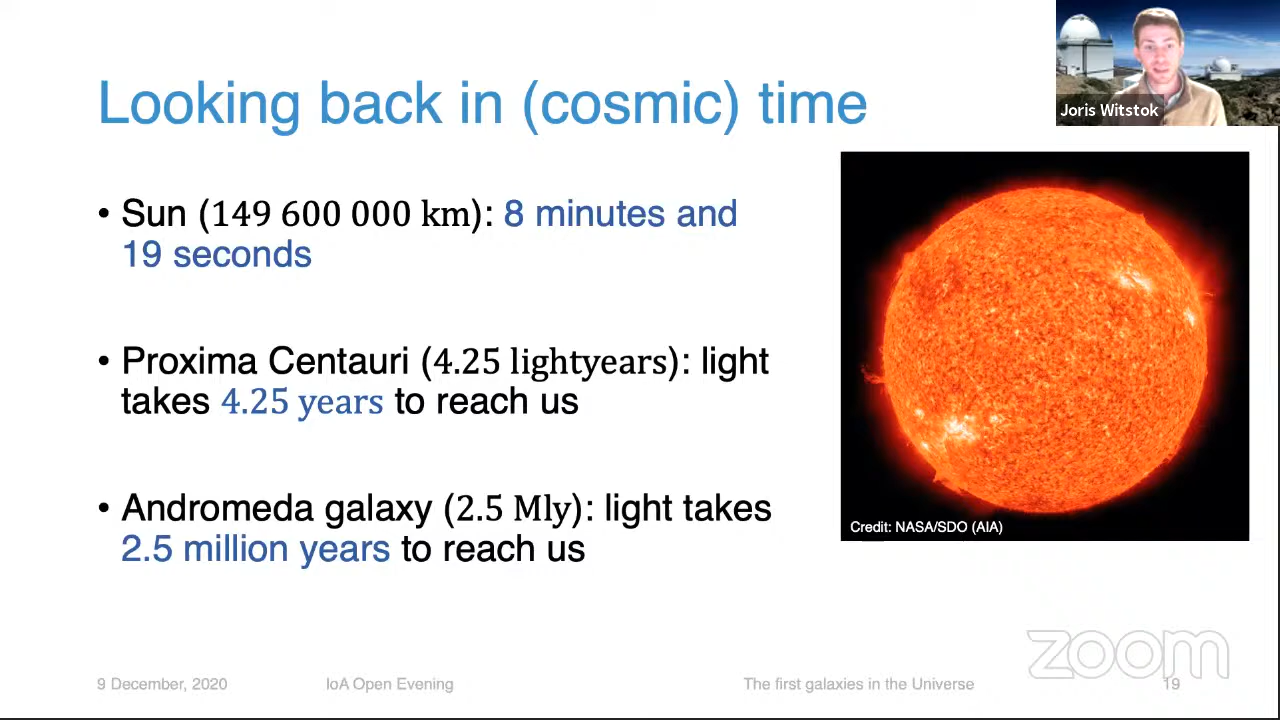 Looking back in (cosmic) time
Joris Witstok
• Sun (149 600 000 km): 8 minutes and
19 seconds
• Proxima Centauri (4.25 lightyears): light
takes 4.25 years to reach us
• Andromeda galaxy (2.5 Mly): light takes
2.5 million years to reach us
Credit: NASA/SDO (AIA)
zoom
9 December, 2020
IoA Open Evening
The first galaxies in the Universe
19